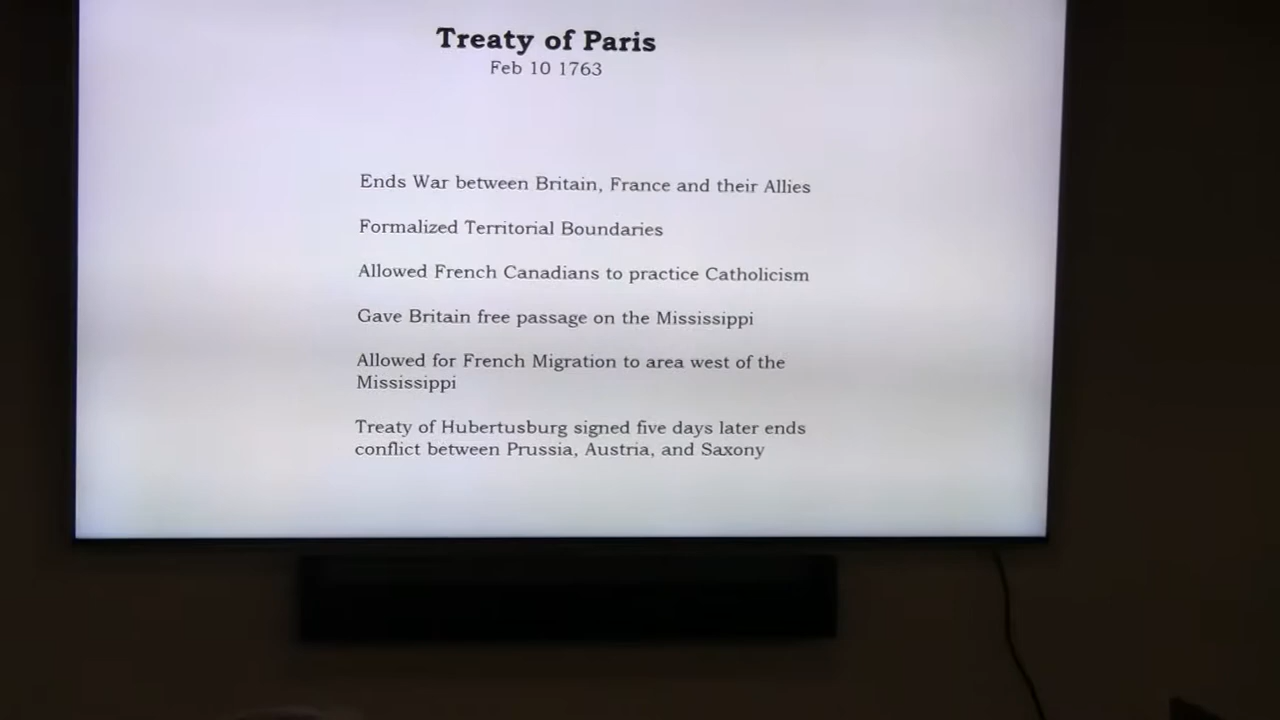 Treaty of Paris
Feb 10 1763
Ends War between Britain, France and their Allies
Formalized Territorial Boundaries
Allowed French Canadians to practice Catholicism
Gave Britain free passage on the Mississippi
Allowed for French Migration to area west of the
Mississippi
Treaty of Hubertusburg signed five days later ends
conflict between Prussia, Austria, and Saxony